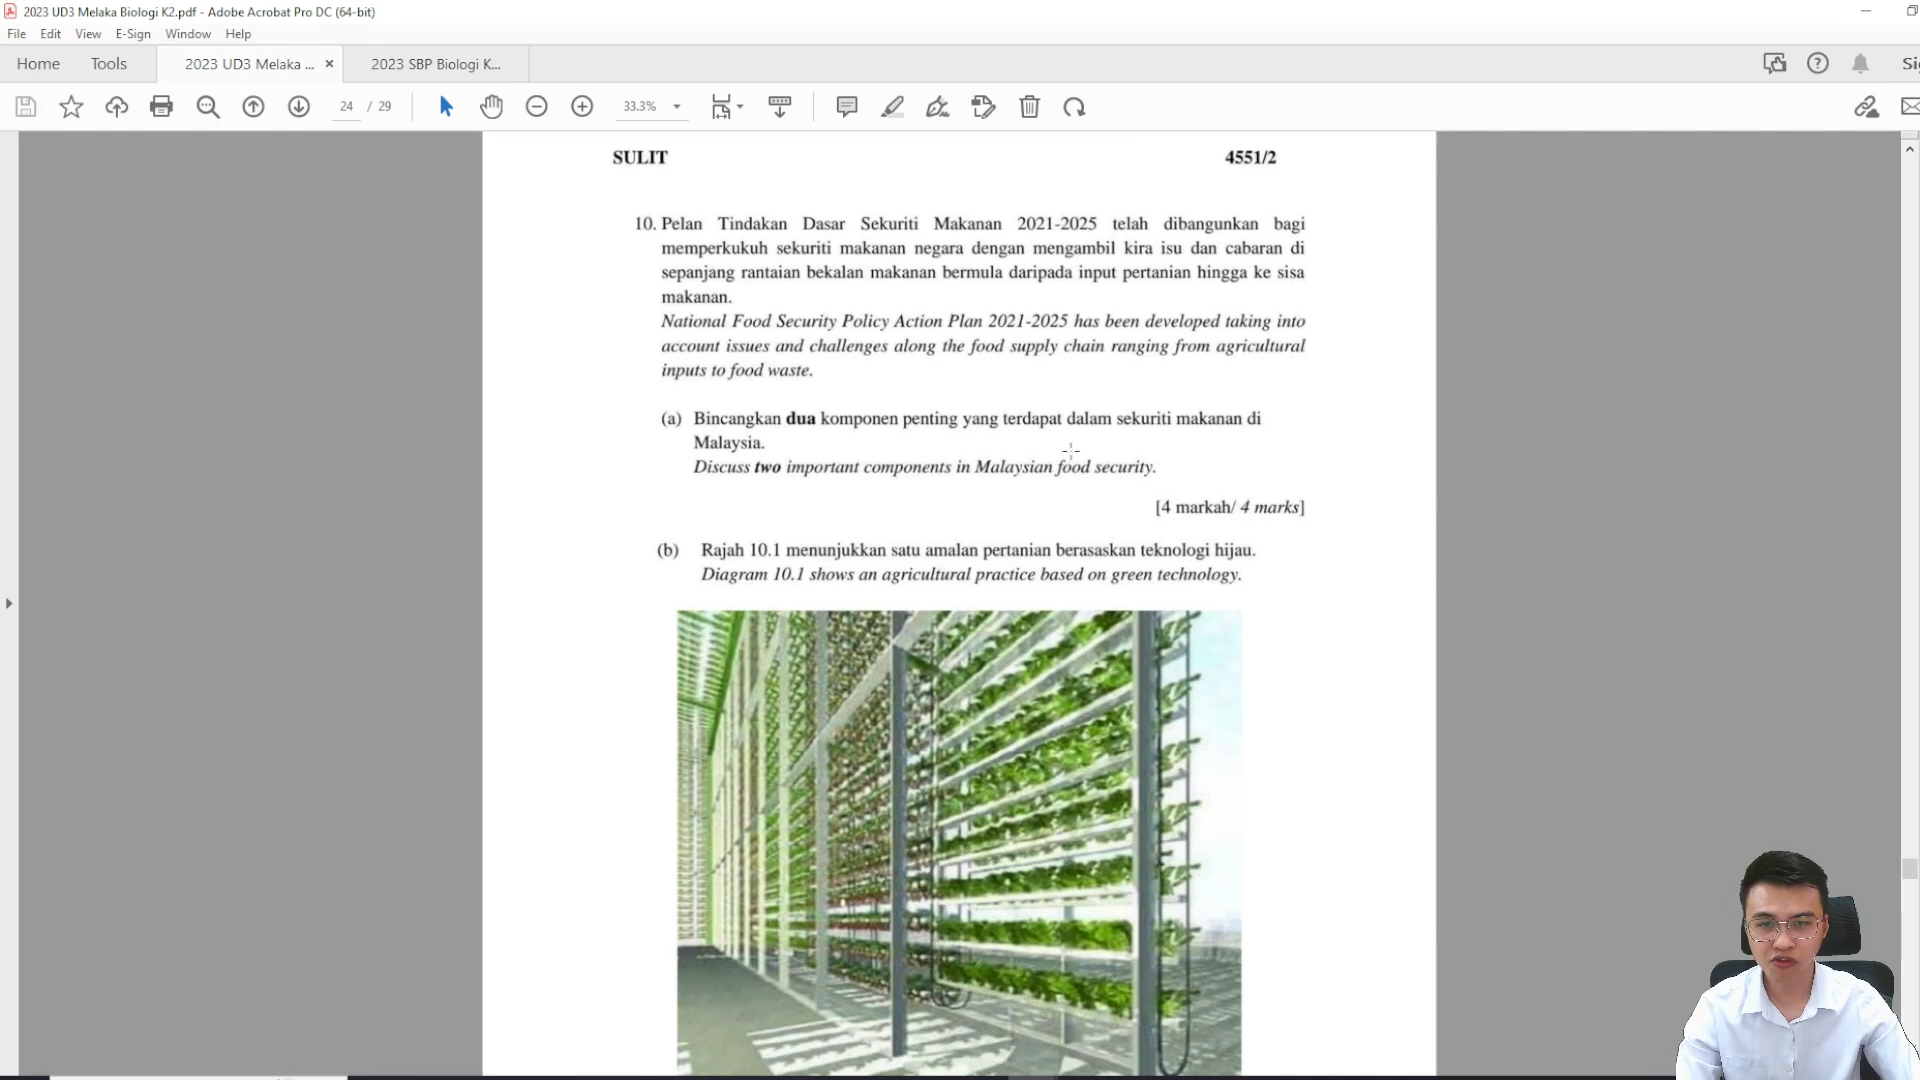 2023 UD3 Melaka Biologi K2.pdf - Adobe Acrobat Pro DC (64-bit)
File Edit View E-Sign Window Help
Home Tools 2023 UD3 Melaka ... × 2023 SBP Biologi K...
24 / 29 33.3%
SULIT 4551/2
10. Pelan Tindakan Dasar Sekuriti Makanan 2021-2025 telah dibangunkan bagi
memperkukuh sekuriti makanan negara dengan mengambil kira isu dan cabaran di
sepanjang rantaian bekalan makanan bermula daripada input pertanian hingga ke sisa
makanan.
National Food Security Policy Action Plan 2021-2025 has been developed taking into
account issues and challenges along the food supply chain ranging from agricultural
inputs to food waste.
(a) Bincangkan dua komponen penting yang terdapat dalam sekuriti makanan di
Malaysia.
Discuss two important components in Malaysian food security.
[4 markah/ 4 marks]
(b) Rajah 10.1 menunjukkan satu amalan pertanian berasaskan teknologi hijau.
Diagram 10.1 shows an agricultural practice based on green technology.